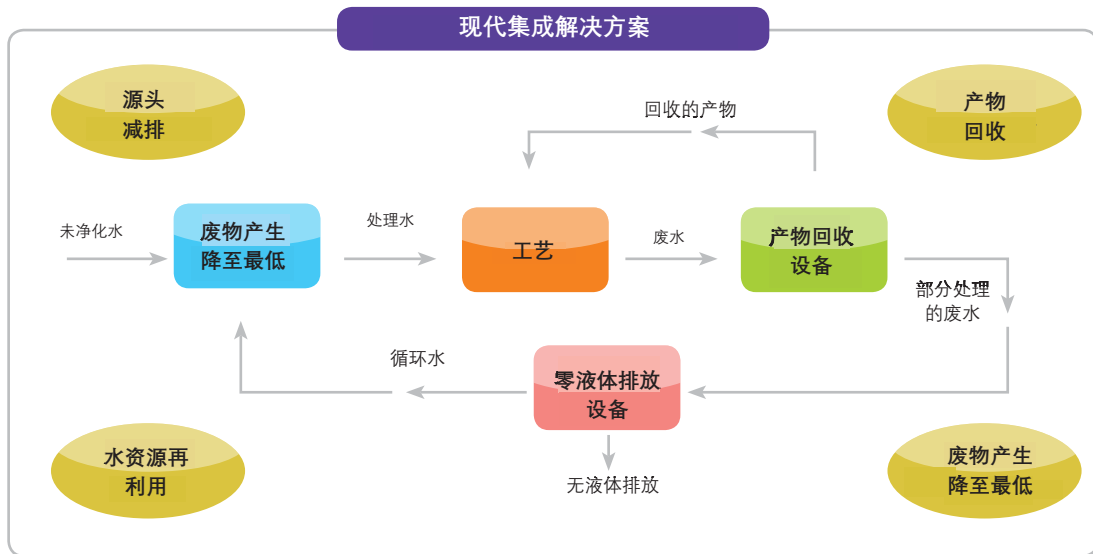 现代集成解决方案
源头
减排
回收的产物
产物
回收
未净化水
废物产生
降至最低
处理水
工艺
废水
产物回收
设备
部分处理
的废水
循环水
零液体排放
设备
水资源再
利用
无液体排放
废物产生
降至最低